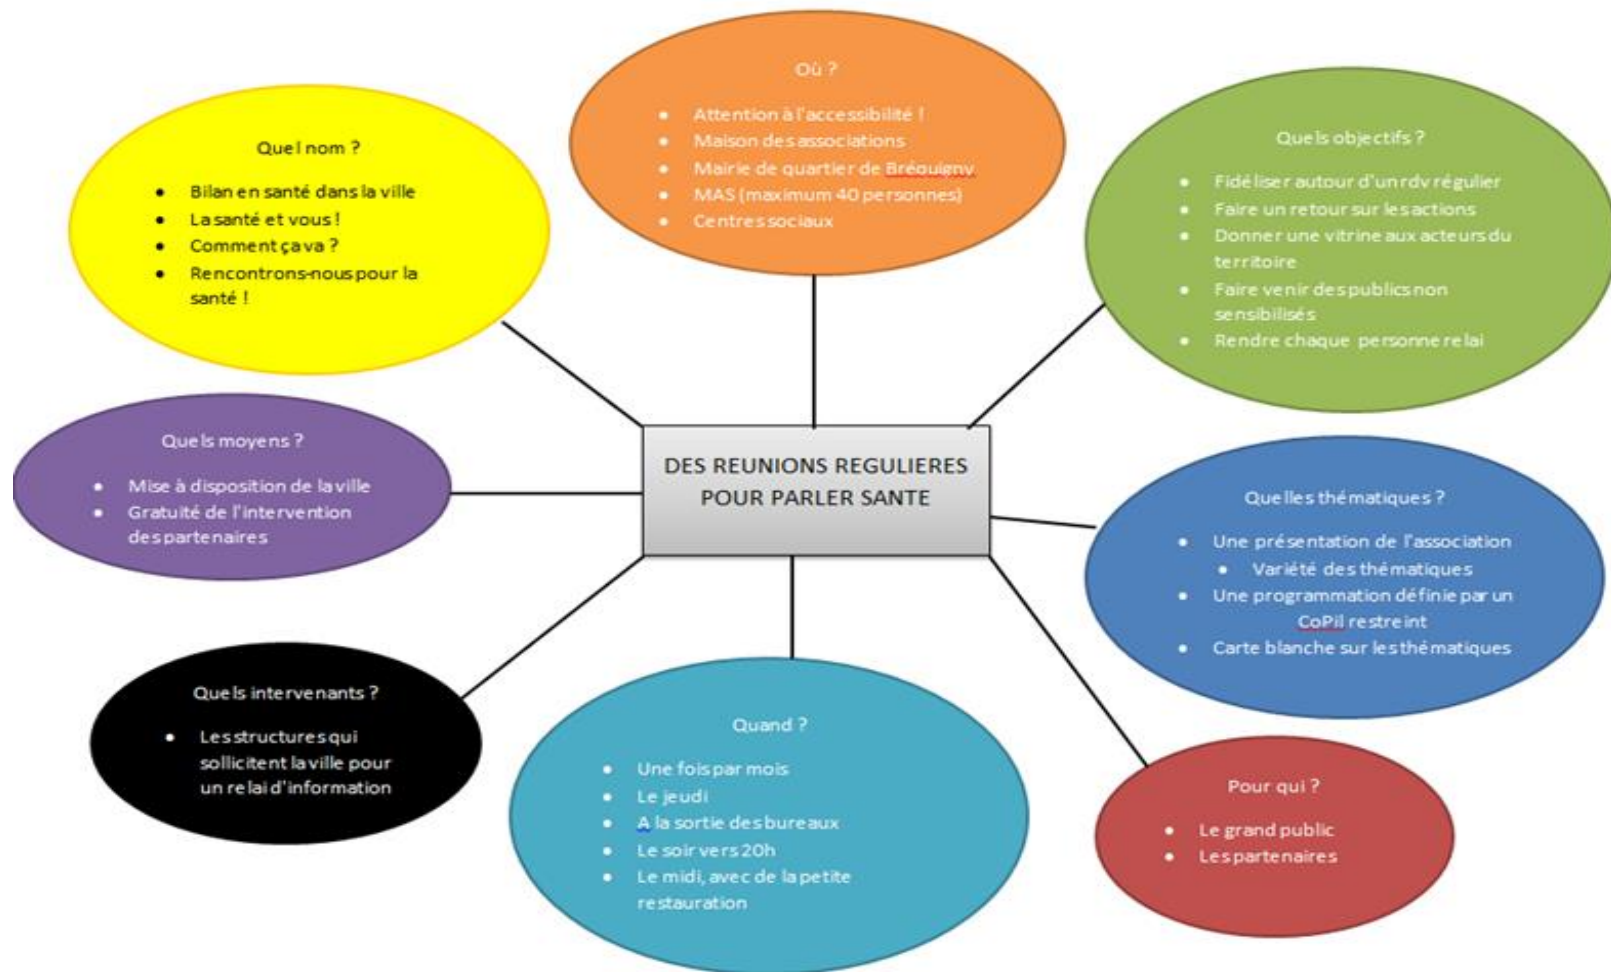 Où ?
• Attention à l'accessibilité !
• Maison des associations
• Mairie de quartier de Bréquigny
• MAS (maximum 40 personnes)
• Centres sociaux
Quel nom ?
• Bilan en santé dans la ville
• La santé et vous !
• Comment ça va ?
• Rencontrons-nous pour la
santé !
Quels objectifs ?
• Fidéliser autour d'un rdv régulier
• Faire un retour sur les actions
• Donner une vitrine aux acteurs du
territoire
• Faire venir des publics non
sensibilisés
• Rendre chaque personne relai
Quels moyens ?
• Mise à disposition de la ville
• Gratuité de l'intervention
des partenaires
DES REUNIONS REGULIERES
POUR PARLER SANTE
Quelles thématiques ?
• Une présentation de l'association
• Variété des thématiques
• Une programmation définie par un
CoPil restreint
• Carte blanche sur les thématiques
Quels intervenants ?
• Les structures qui
sollicitent la ville pour
un relai d'information
Quand ?
• Une fois par mois
• Le jeudi
• A la sortie des bureaux
• Le soir vers 20h
• Le midi, avec de la petite
restauration
Pour qui ?
• Le grand public
• Les partenaires